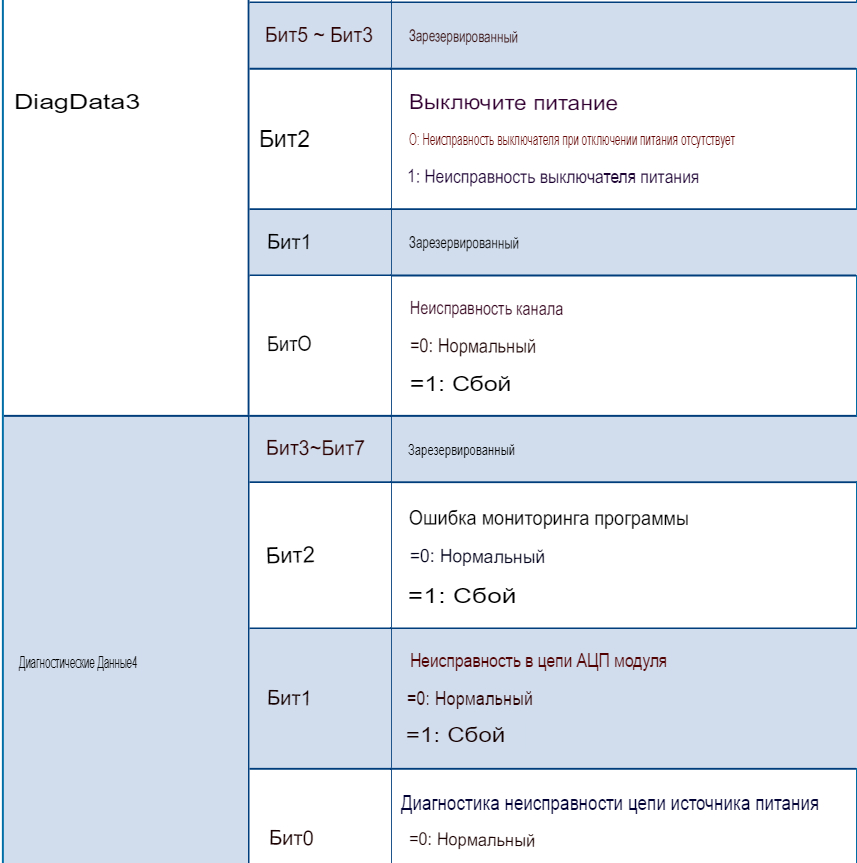 Бит5 ~ Бит3
Зарезервированный
DiagData3
Бит2
Выключите питание
0: Неисправность выключателя при отключении питания отсутствует
1: Неисправность выключателя питания
Бит1
Зарезервированный
Бит0
Неисправность канала
=0: Нормальный
=1: Сбой
Диагностические Данные4
Бит3~Бит7
Зарезервированный
Бит2
Ошибка мониторинга программы
=0: Нормальный
=1: Сбой
Бит1
Неисправность в цепи АЦП модуля
=0: Нормальный
=1: Сбой
Бит0
Диагностика неисправности цепи источника питания
=0: Нормальный